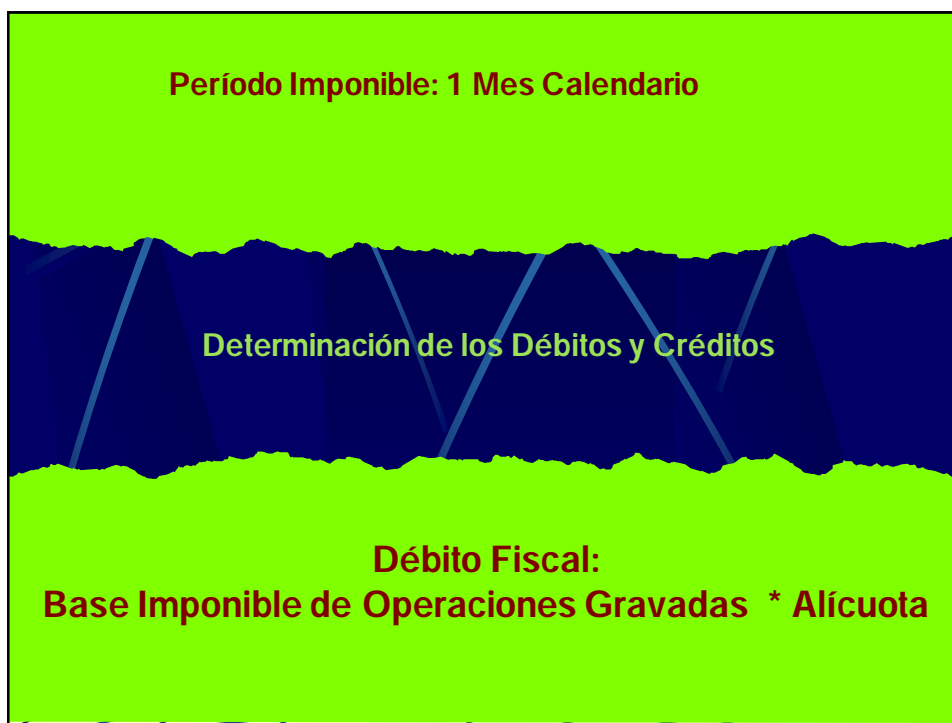 Período Imponible: 1 Mes Calendario
Determinación de los Débitos y Créditos
Débito Fiscal:
Base Imponible de Operaciones Gravadas * Alícuota